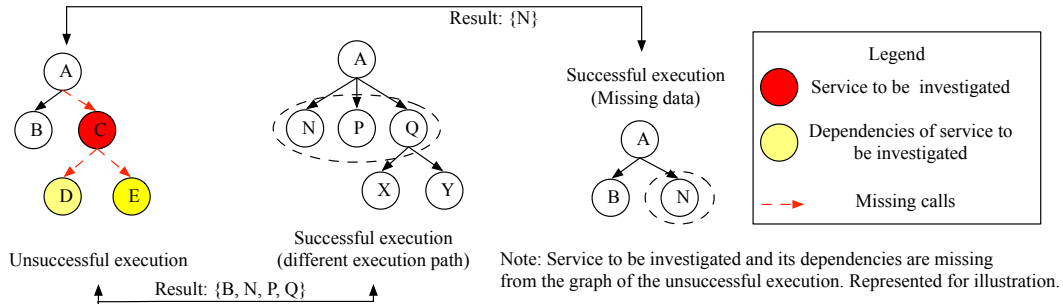 Result: {N}
A
B
C
D
E
Unsuccessful execution
A
N
P
Q
X
Y
Successful execution
(different execution path)
Result: {B, N, P, Q}
Successful execution
(Missing data)
A
B
N
Legend
Service to be investigated
Dependencies of service to
be investigated
Missing calls
Note: Service to be investigated and its dependencies are missing
from the graph of the unsuccessful execution. Represented for illustration.